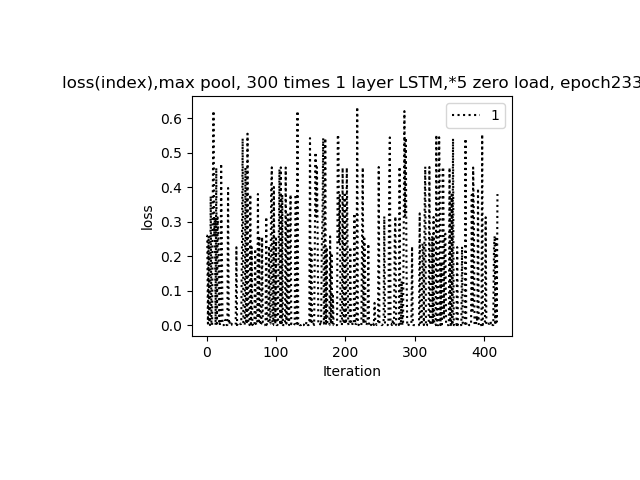 loss(index),max pool, 300 times 1 layer LSTM,*5 zero load, epoch233
1
0.6
0.5
0.4
0.3
0.2
0.1
0.0
loss
0 100 200 300 400
Iteration